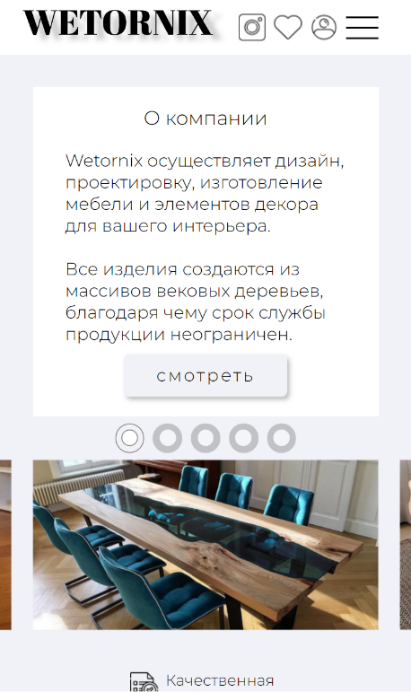 WETORNIX
О компании
Wetornix осуществляет дизайн,
проектировку, изготовление
мебели и элементов декора
для вашего интерьера.
Все изделия создаются из
массивов вековых деревьев,
благодаря чему срок службы
продукции неограничен.
смотреть
Качественная